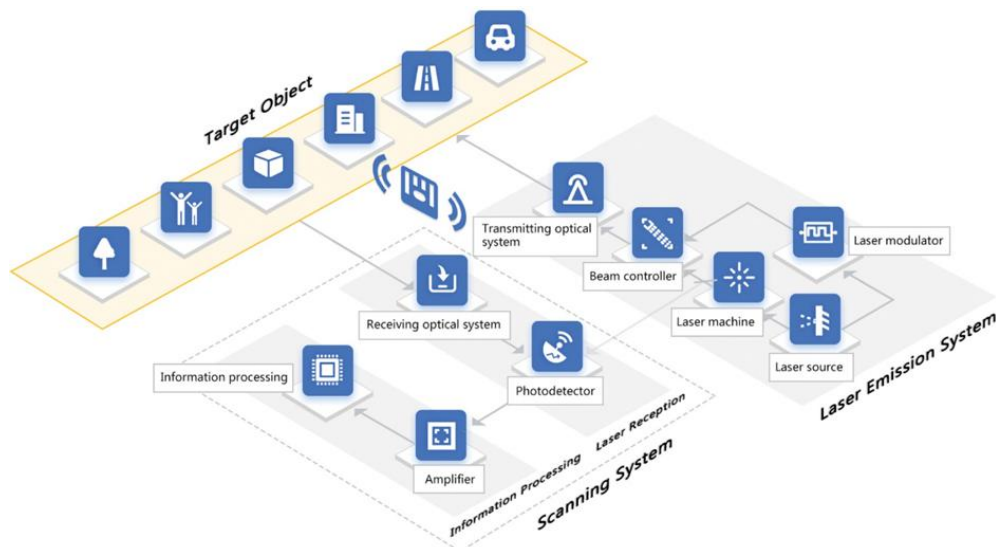 Target Object
Transmitting optical
system
Laser modulator
Beam controller
Receiving optical system
Laser machine
Laser source
Information processing
Photodetector
Amplifier
Laser Emission System
Laser Reception
Information Processing
Scanning System